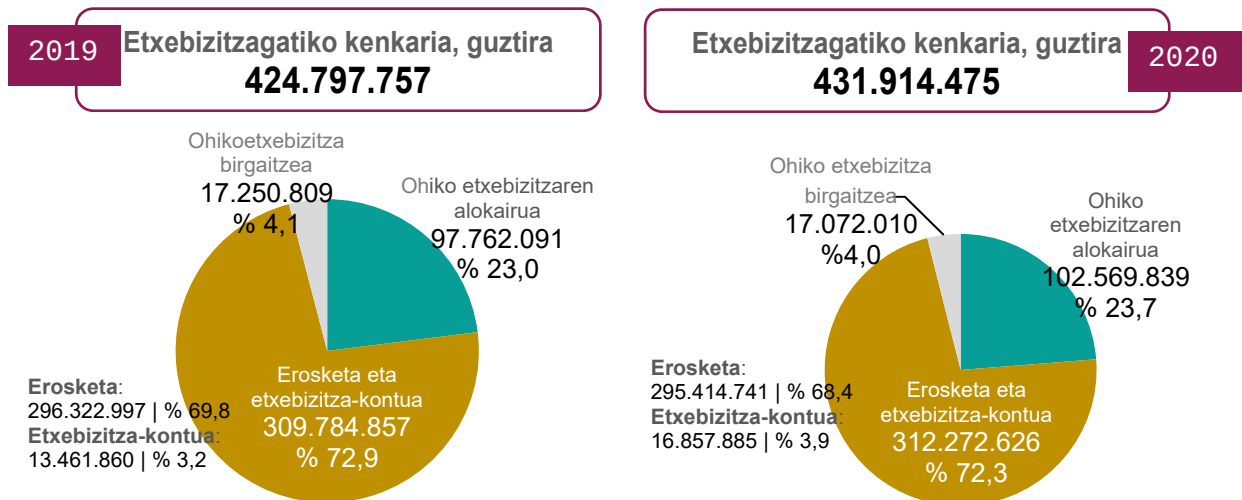 2019
Etxebizitzagatiko kenkaria, guztira
424.797.757
Ohikoetxebizitza
birgaitzea
17.250.809
% 4,1
Ohiko etxebizitzaren
alokairua
97.762.091
% 23,0
Erosketa eta
etxebizitza-kontua
309.784.857
% 72,9
Erosketa:
296.322.997 | % 69,8
Etxebizitza-kontua:
13.461.860 | % 3,2
Etxebizitzagatiko kenkaria, guztira
431.914.475
2020
Ohiko etxebizitza
birgaitzea
17.072.010
%4,0
Ohiko
etxebizitzaren
alokairua
102.569.839
% 23,7
Erosketa eta
etxebizitza-kontua
312.272.626
% 72,3
Erosketa:
295.414.741 | % 68,4
Etxebizitza-kontua:
16.857.885 | % 3,9